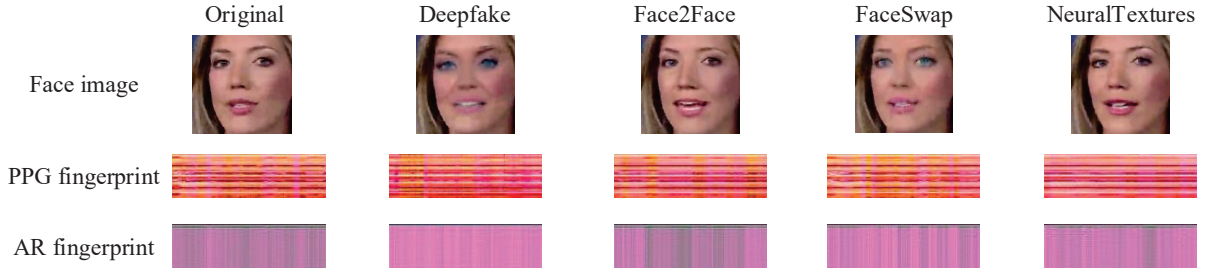 Original Deepfake Face2Face FaceSwap NeuralTextures
Face image
PPG fingerprint
AR fingerprint